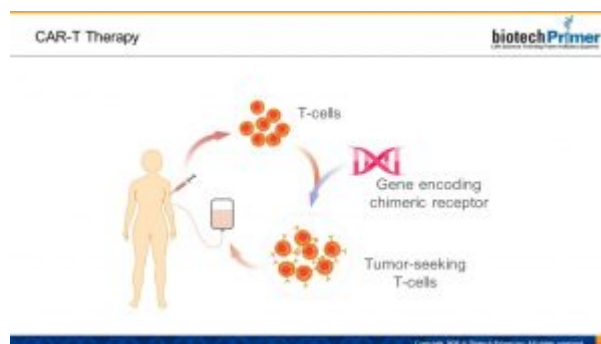 CAR-T Therapy
biotechPrimer
T-cells
Gene encoding
chimeric receptor
Tumor-seeking
T-cells